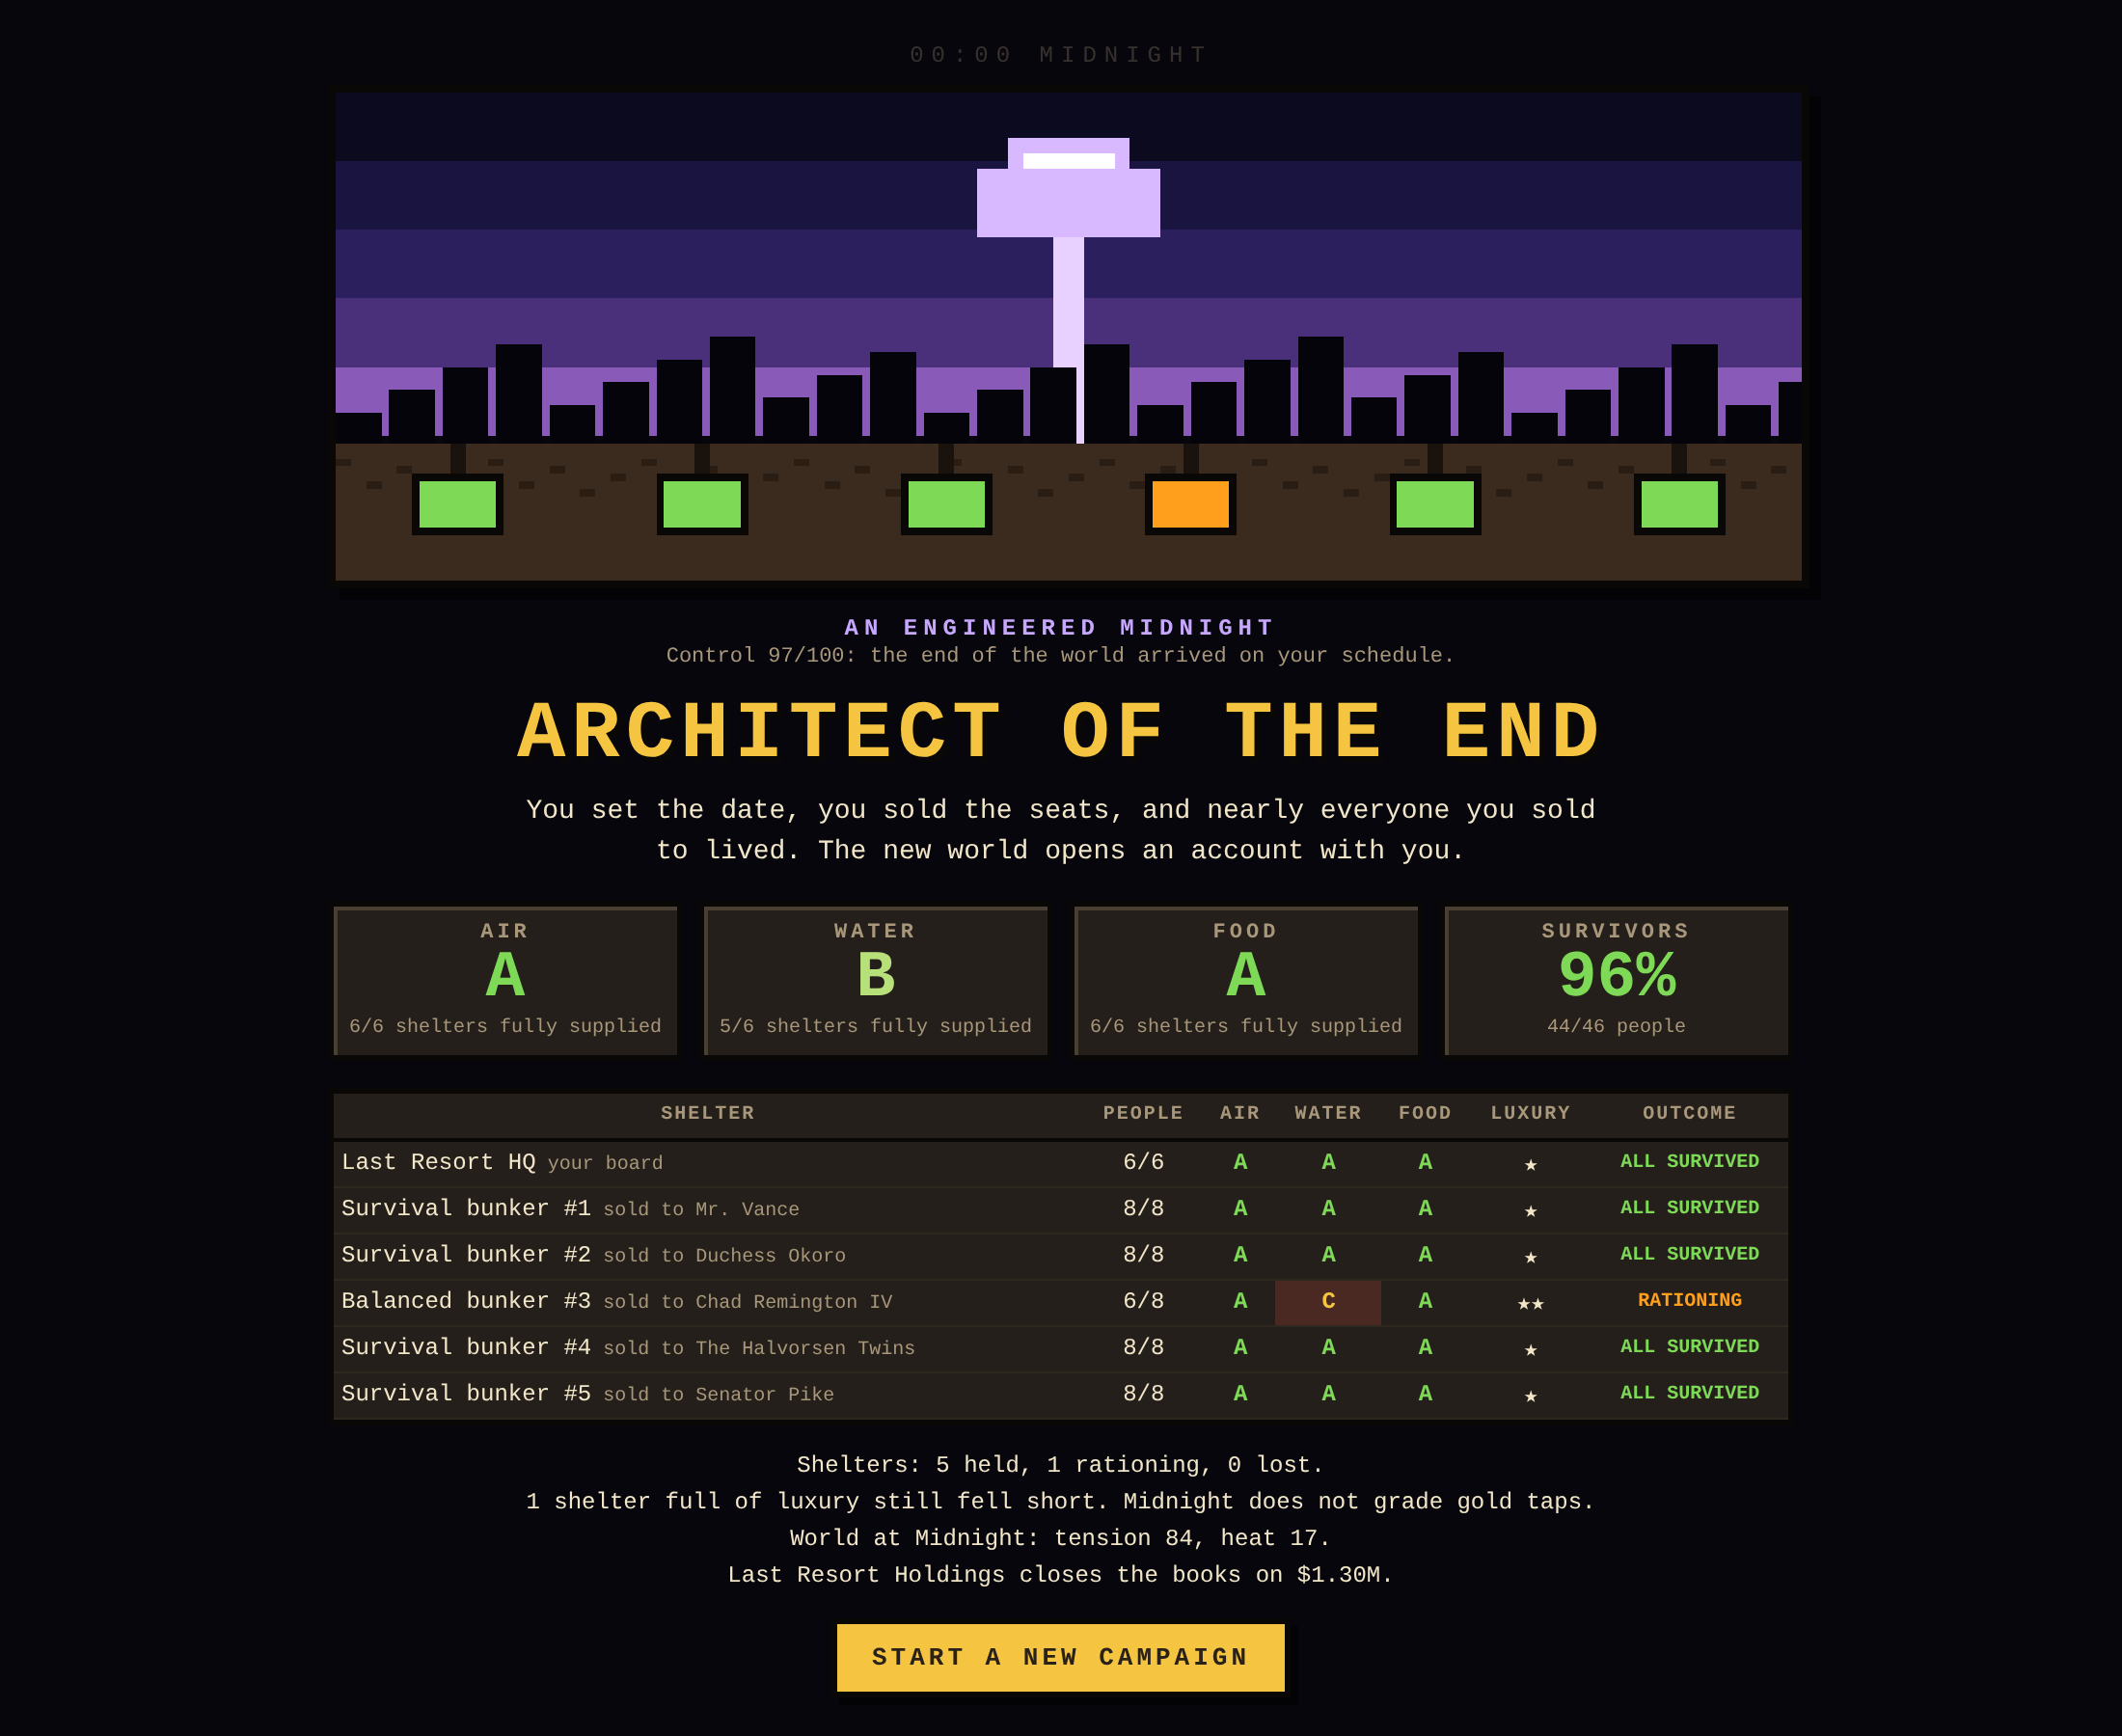 00:00 MIDNIGHT
AN ENGINEERED MIDNIGHT
Control 97/100: the end of the world arrived on your schedule.
ARCHITECT OF THE END
You set the date, you sold the seats, and nearly everyone you sold
to lived. The new world opens an account with you.
AIR
A
6/6 shelters fully supplied
WATER
B
5/6 shelters fully supplied
FOOD
A
6/6 shelters fully supplied
SURVIVORS
96%
44/46 people
SHELTER PEOPLE AIR WATER FOOD LUXURY OUTCOME
Last Resort HQ your board 6/6 A A A ★ ALL SURVIVED
Survival bunker #1 sold to Mr. Vance 8/8 A A A ★ ALL SURVIVED
Survival bunker #2 sold to Duchess Okoro 8/8 A A A ★ ALL SURVIVED
Balanced bunker #3 sold to Chad Remington IV 6/8 A C A ★★ RATIONING
Survival bunker #4 sold to The Halvorsen Twins 8/8 A A A ★ ALL SURVIVED
Survival bunker #5 sold to Senator Pike 8/8 A A A ★ ALL SURVIVED
Shelters: 5 held, 1 rationing, 0 lost.
1 shelter full of luxury still fell short. Midnight does not grade gold taps.
World at Midnight: tension 84, heat 17.
Last Resort Holdings closes the books on $1.30M.
START A NEW CAMPAIGN